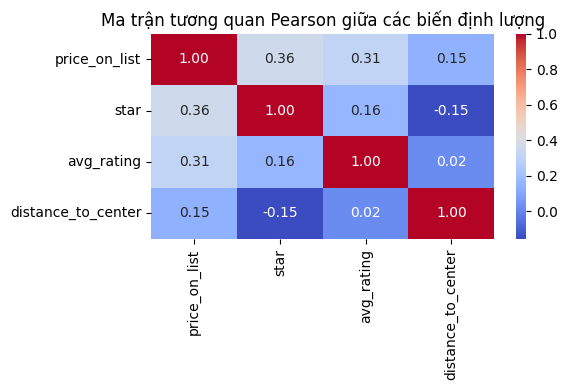 Ma trận tương quan Pearson giữa các biến định lượng
price_on_list 1.00 0.36 0.31 0.15
star 0.36 1.00 0.16 -0.15
avg_rating 0.31 0.16 1.00 0.02
distance_to_center 0.15 -0.15 0.02 1.00
price_on_list
star
avg_rating
distance_to_center
1.0
0.8
0.6
0.4
0.2
0.0